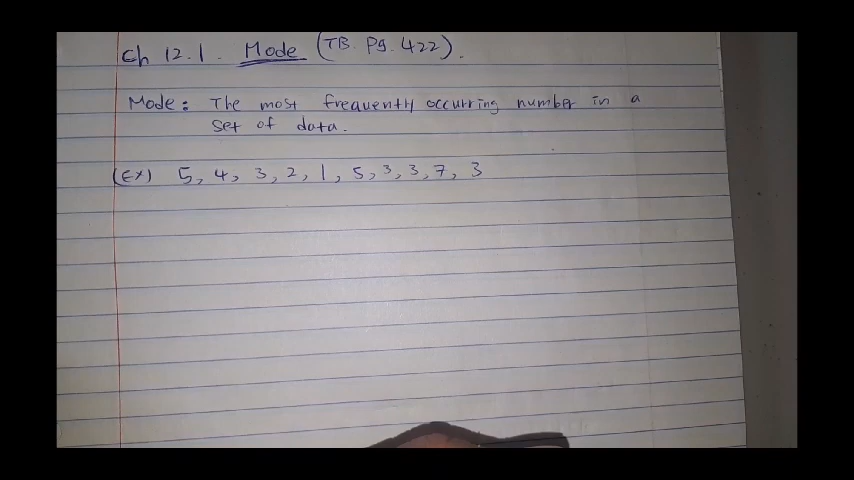 Ch 12.1. Mode (TB. Pg. 422).
Mode: The most frequently occurring number in a
set of data.
(Ex) 5, 4, 3, 2, 1, 5, 3, 3, 7, 3